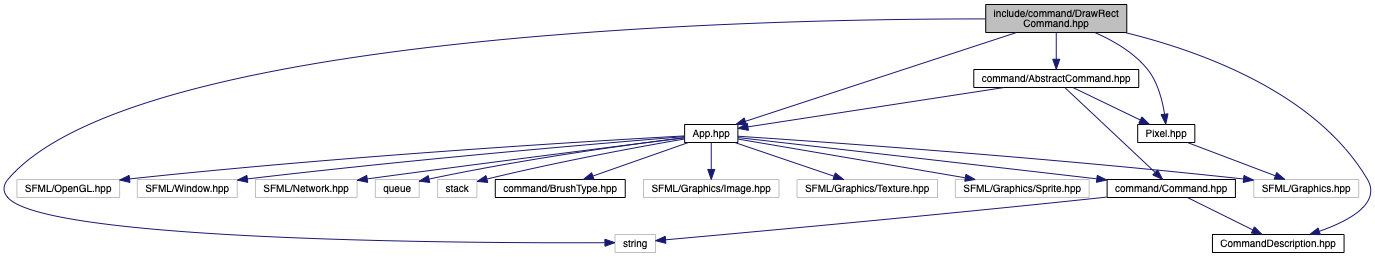 include/command/DrawRect
Command.hpp
command/AbstractCommand.hpp
App.hpp
Pixel.hpp
SFML/OpenGL.hpp
SFML/Window.hpp
SFML/Network.hpp
queue
stack
command/BrushType.hpp
SFML/Graphics/Image.hpp
SFML/Graphics/Texture.hpp
SFML/Graphics/Sprite.hpp
command/Command.hpp
SFML/Graphics.hpp
string
CommandDescription.hpp